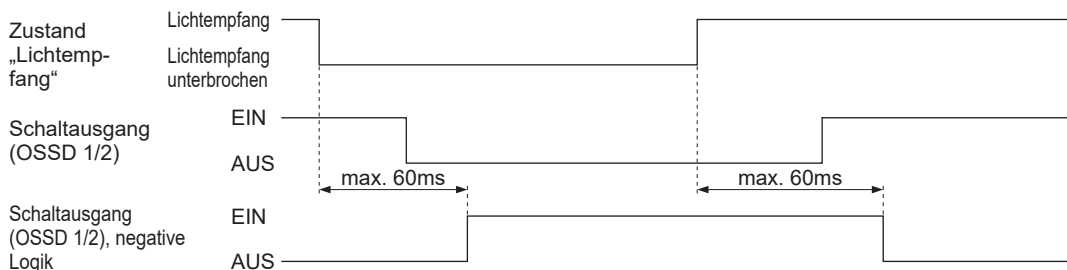 Zustand
„Lichtemp-
fang“
Lichtempfang
Lichtempfang
unterbrochen
Schaltausgang
(OSSD 1/2)
EIN
AUS
max. 60ms
max. 60ms
Schaltausgang
(OSSD 1/2), negative
Logik
EIN
AUS